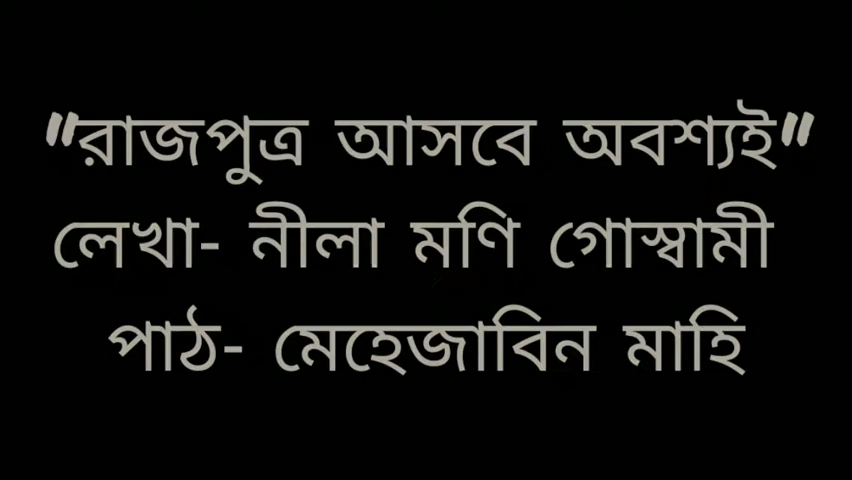 "রাজপুত্র আসবে অবশ্যই"
লেখা- নীলা মণি গোস্বামী
পাঠ- মেহেজাবিন মাহি